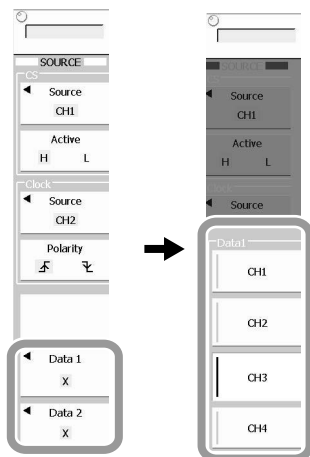 SOURCE
CS
Source
CH1
Active
H L
Clock
Source
CH2
Polarity
Data 1
X
Data 2
X
SOURCE
CS
Source
CH1
Active
H L
Clock
Source
Data1
CH1
CH2
CH3
CH4